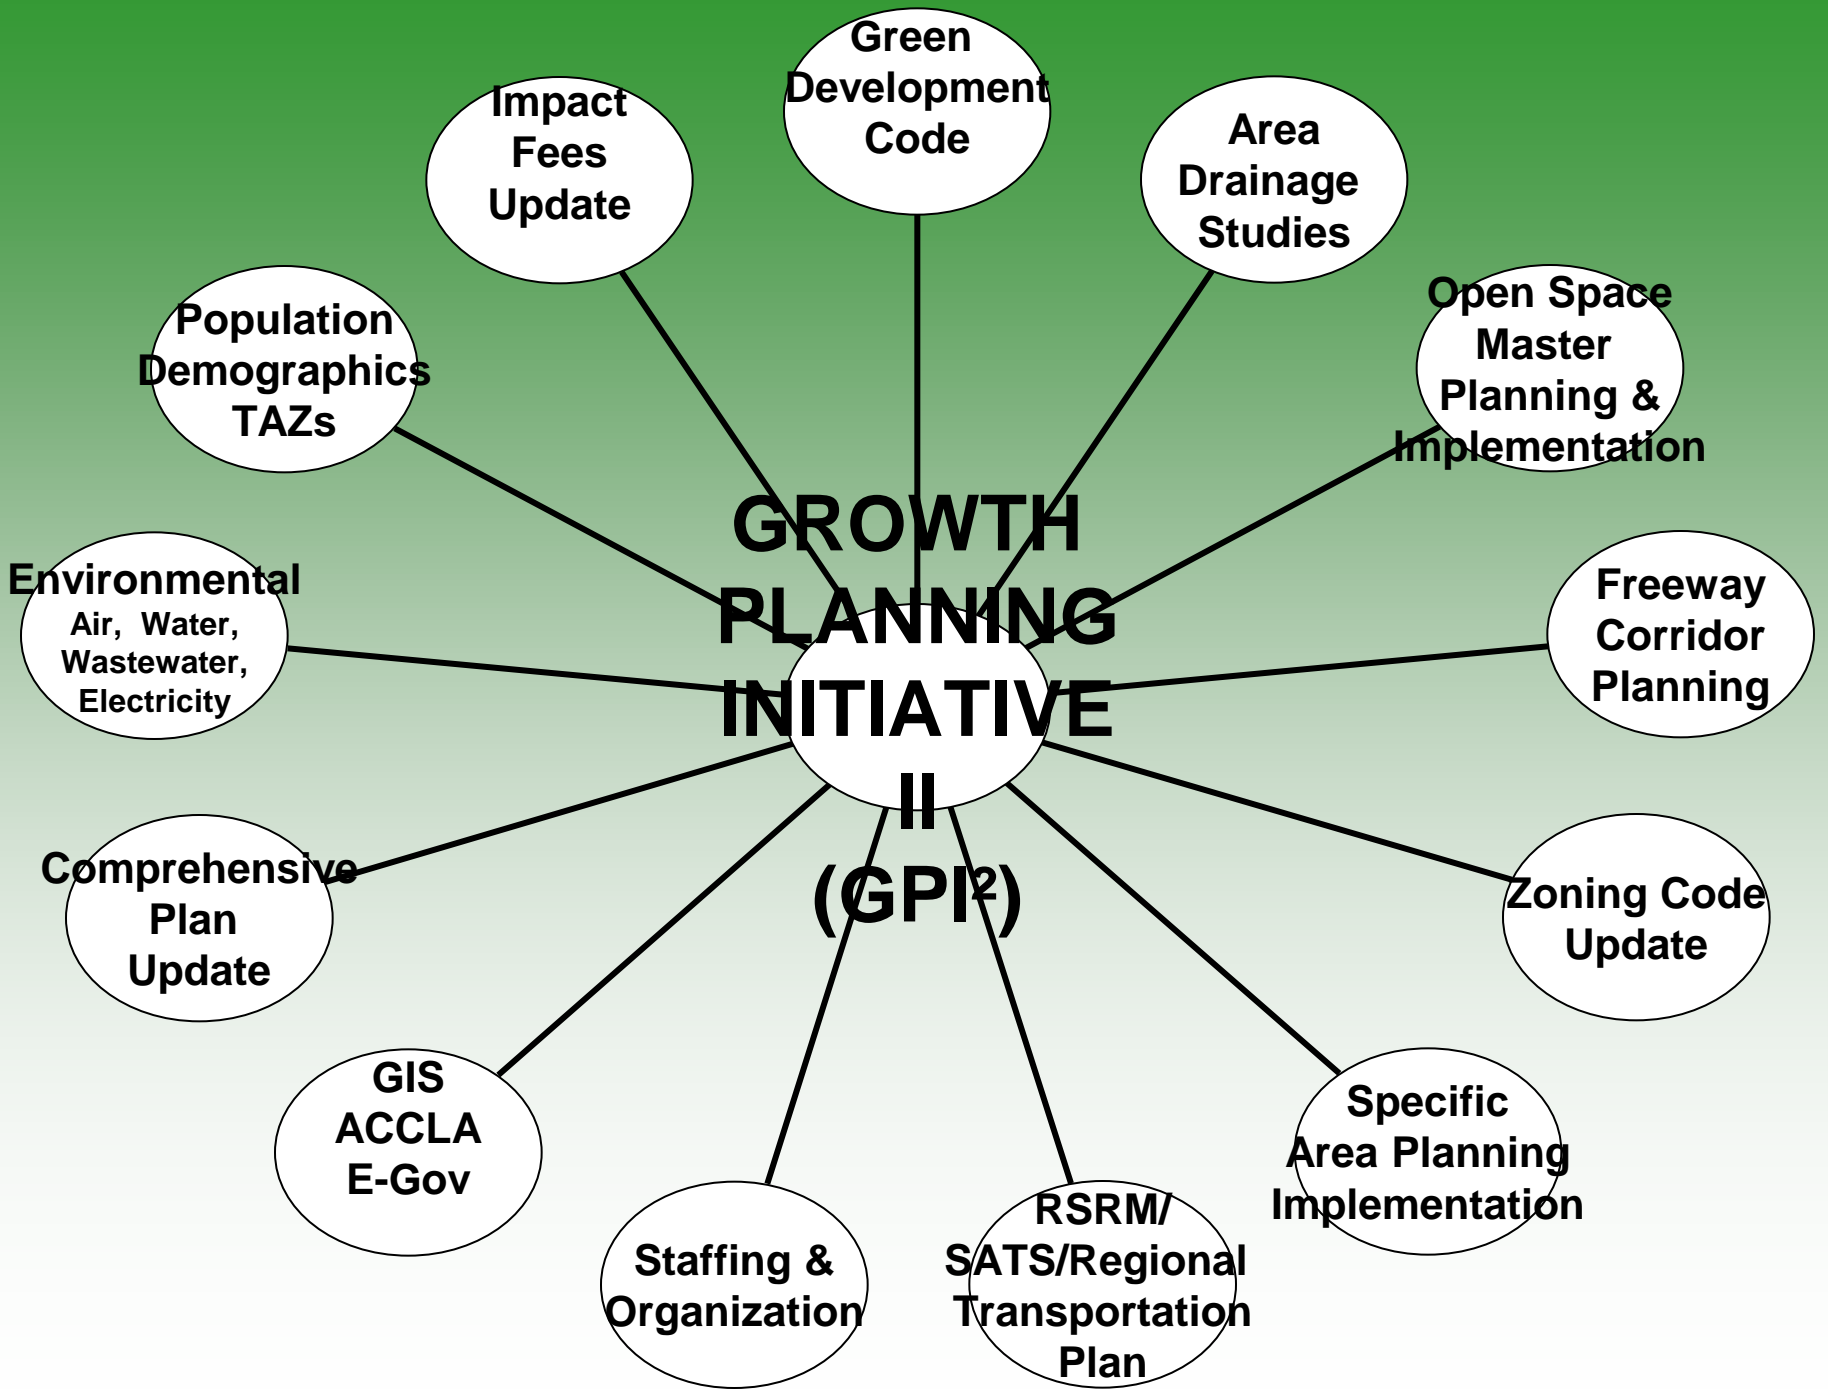 Green
Development
Code
Impact
Fees
Update
Area
Drainage
Studies
Open Space
Master
Planning &
Implementation
Population
Demographics
TAZs
GROWTH
PLANNING
INITIATIVE
II
(GPI²)
Environmental
Air, Water,
Wastewater,
Electricity
Freeway
Corridor
Planning
Comprehensive
Plan
Update
Zoning Code
Update
GIS
ACCLA
E-Gov
Specific
Area Planning
Implementation
Staffing &
Organization
RSRM/
SATS/Regional
Transportation
Plan